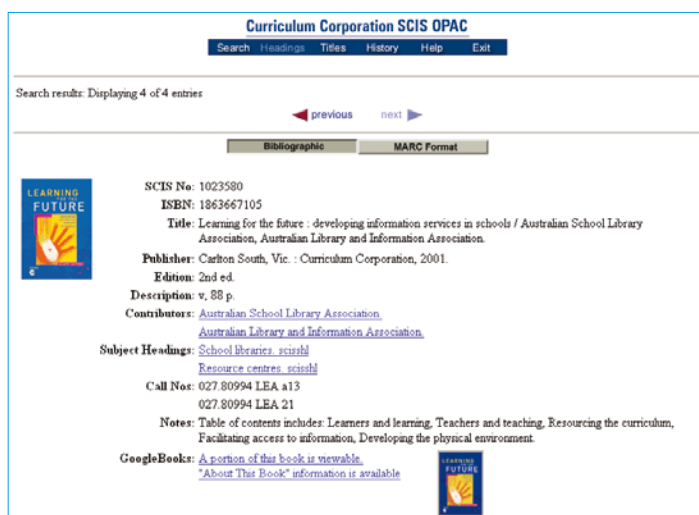 Curriculum Corporation SCIS OPAC
Search Headings Titles History Help Exit
Search results: Displaying 4 of 4 entries
previous next
Bibliographic MARC Format
LEARNING
FOR THE
FUTURE
SCIS No: 1023580
ISBN: 1863667105
Title: Learning for the future : developing information services in schools / Australian School Library
Association, Australian Library and Information Association.
Publisher: Carlton South, Vic. : Curriculum Corporation, 2001.
Edition: 2nd ed.
Description: v, 88 p.
Contributors: Australian School Library Association.
Australian Library and Information Association.
Subject Headings: School libraries. scisshl
Resource centres. scisshl
Call Nos: 027.80994 LEA a13
027.80994 LEA 21
Notes: Table of contents includes: Learners and learning, Teachers and teaching, Resourcing the curriculum,
Facilitating access to information, Developing the physical environment.
GoogleBooks: A portion of this book is viewable.
"About This Book" information is available
LEARNING
FUTURE